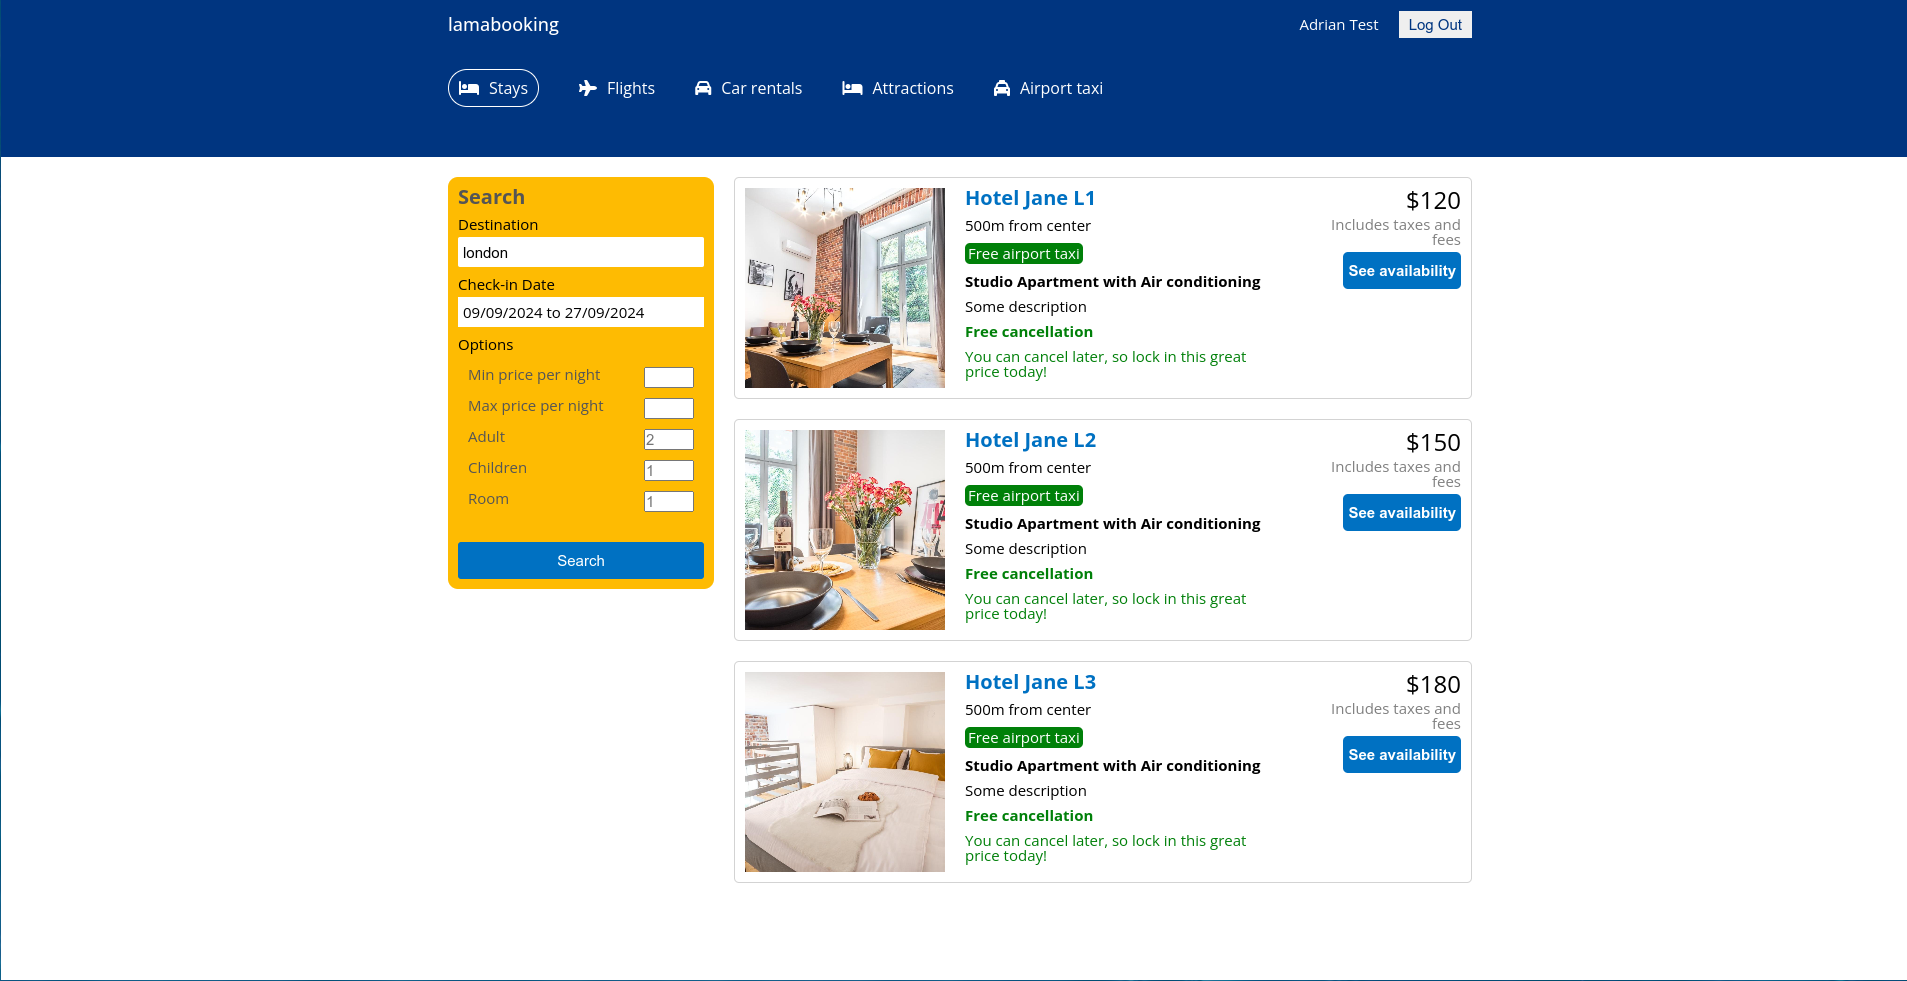 lamabooking
Adrian Test
Log Out
Stays
Flights
Car rentals
Attractions
Airport taxi
Search
Destination
london
Check-in Date
09/09/2024 to 27/09/2024
Options
Min price per night
Max price per night
Adult
2
Children
1
Room
1
Search
Hotel Jane L1
500m from center
Free airport taxi
Studio Apartment with Air conditioning
Some description
Free cancellation
You can cancel later, so lock in this great
price today!
$120
Includes taxes and
fees
See availability
Hotel Jane L2
500m from center
Free airport taxi
Studio Apartment with Air conditioning
Some description
Free cancellation
You can cancel later, so lock in this great
price today!
$150
Includes taxes and
fees
See availability
Hotel Jane L3
500m from center
Free airport taxi
Studio Apartment with Air conditioning
Some description
Free cancellation
You can cancel later, so lock in this great
price today!
$180
Includes taxes and
fees
See availability